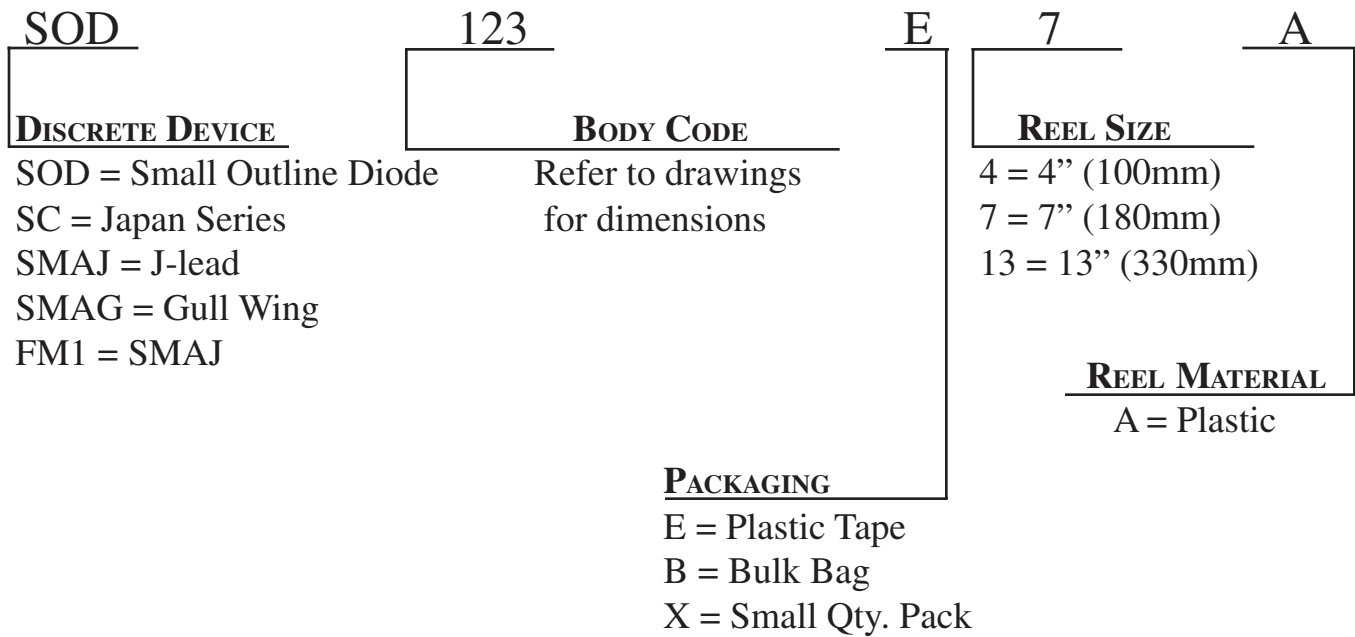 SOD 123 E 7 A
DISCRETE DEVICE
SOD = Small Outline Diode
SC = Japan Series
SMAJ = J-lead
SMAG = Gull Wing
FM1 = SMAJ
BODY CODE
Refer to drawings
for dimensions
REEL SIZE
4 = 4” (100mm)
7 = 7” (180mm)
13 = 13” (330mm)
REEL MATERIAL
A = Plastic
PACKAGING
E = Plastic Tape
B = Bulk Bag
X = Small Qty. Pack